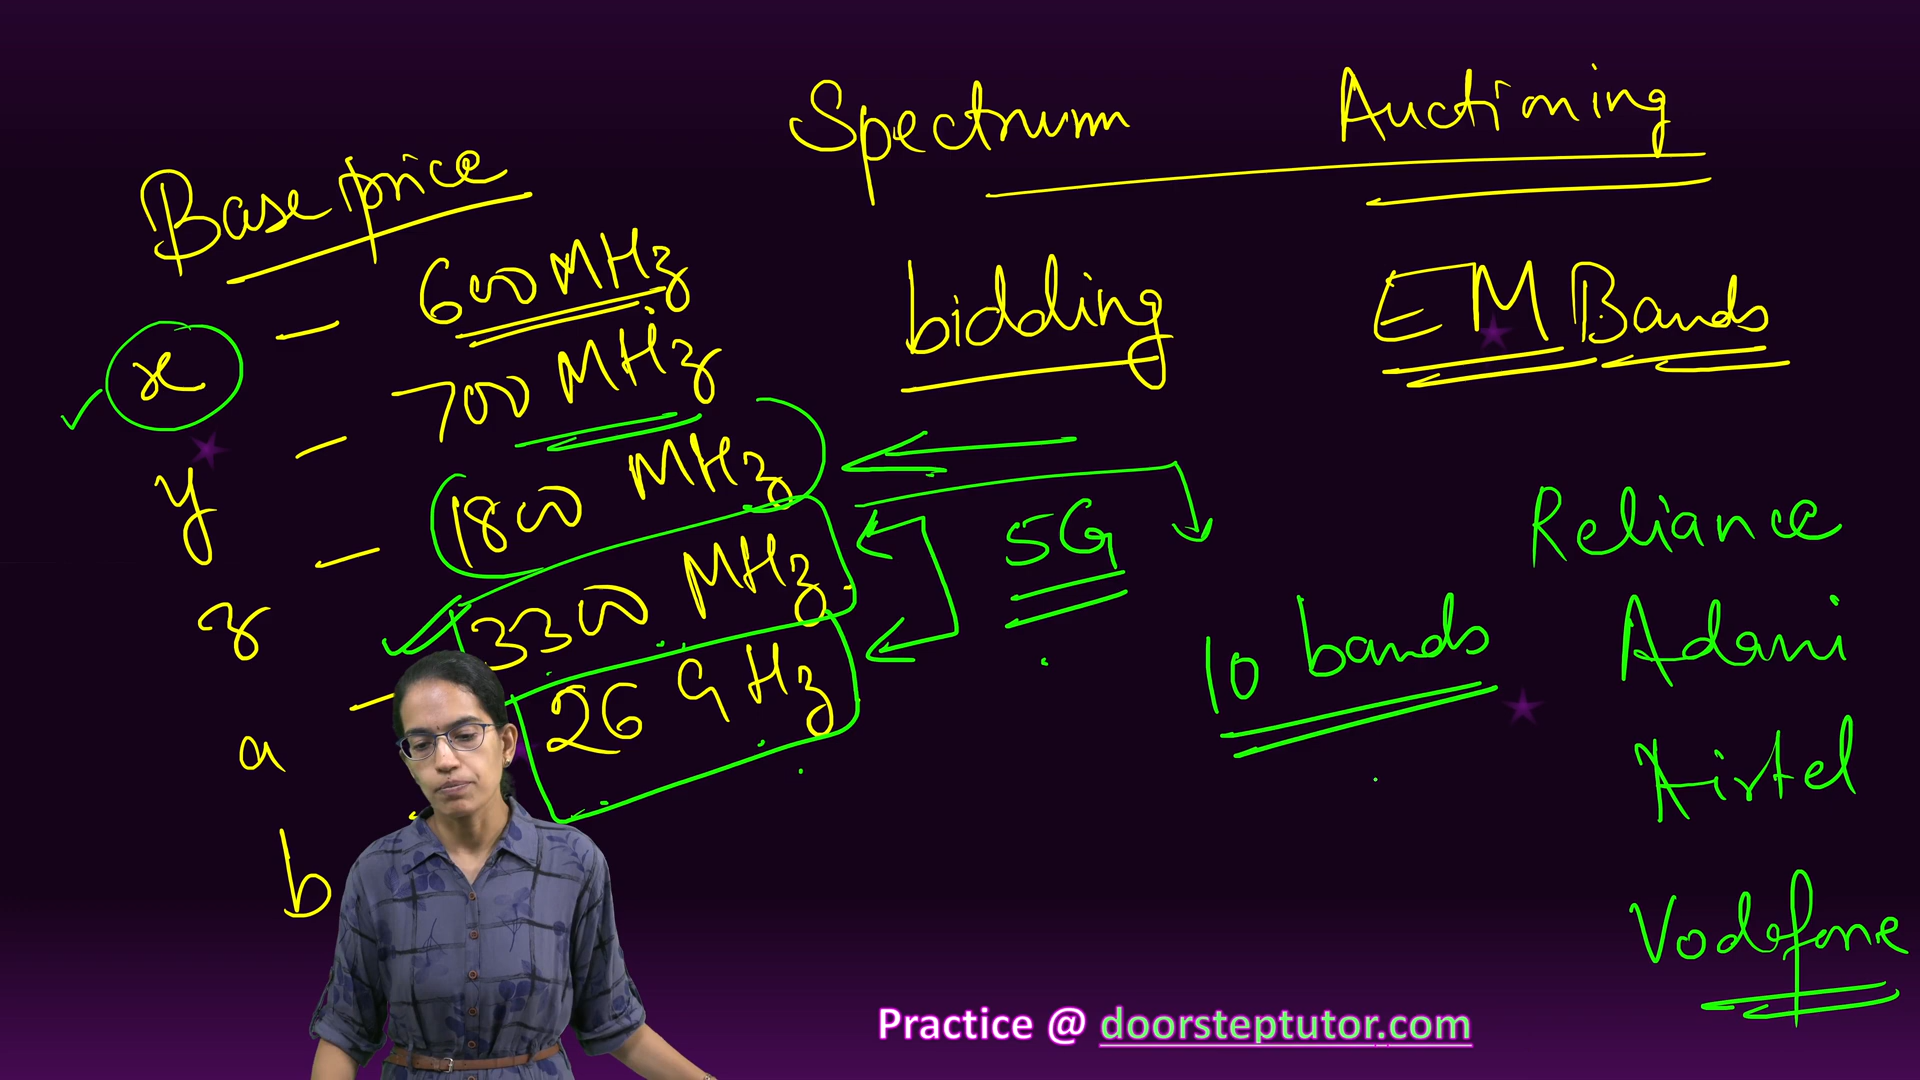 Spectrum Auctioning
Base price
bidding
EM Bands
x - 600 MHz
y - 700 MHz
z - 1800 MHz
a - 3300 MHz
b 26 GHz
5G
10 bands
Reliance
Adani
Airtel
Vodefone
Practice @ doorsteptutor.com